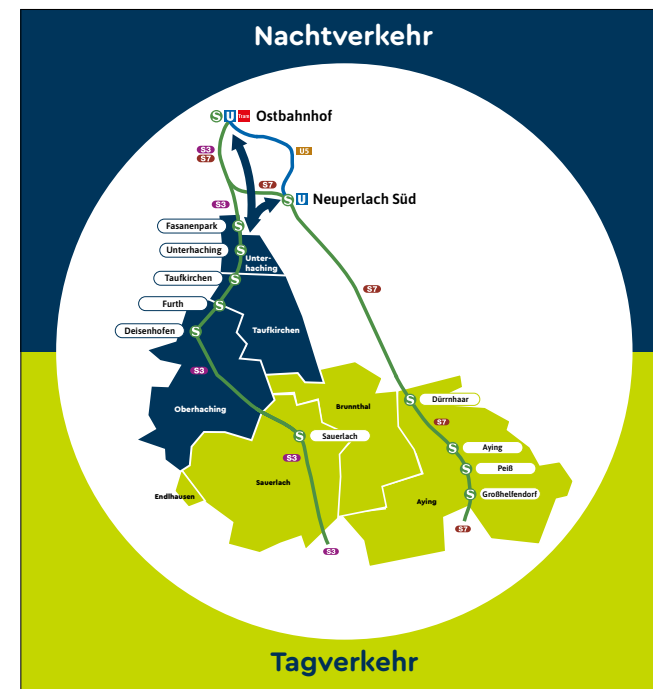 Nachtverkehr
S U Tram Ostbahnhof
S3
S7
U5
S7
S U Neuperlach Süd
S3
Fasanenpark S
Unterhaching S
Unter-
haching
Taufkirchen S
S7
Furth S
Deisenhofen S
Taufkirchen
S3
S Dürrnhaar
Brunnthal
Oberhaching
S7
S Sauerlach
S Aying
S3
S Peiß
Sauerlach
Endlhausen
S Großhelfendorf
Aying
S7
S3
Tagverkehr